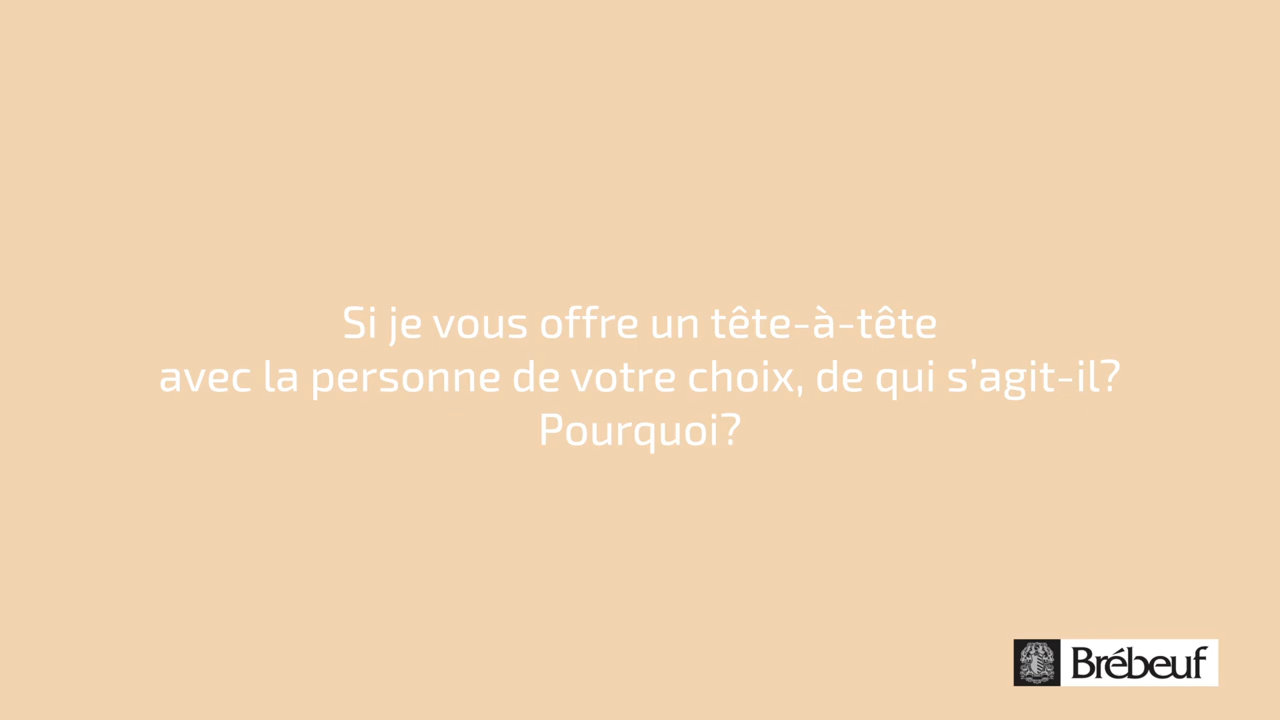 Si je vous offre un tête-à-tête
avec la personne de votre choix, de qui s’agit-il?
Pourquoi?
Brébeuf